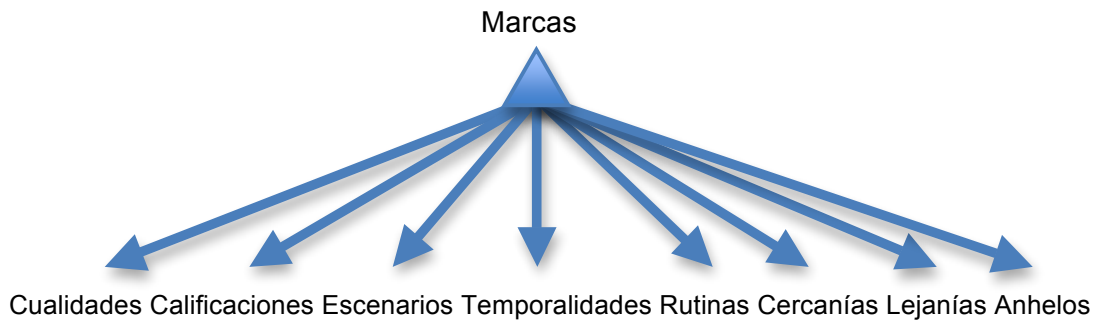 Marcas
Cualidades Calificaciones Escenarios Temporalidades Rutinas Cercanías Lejanías Anhelos